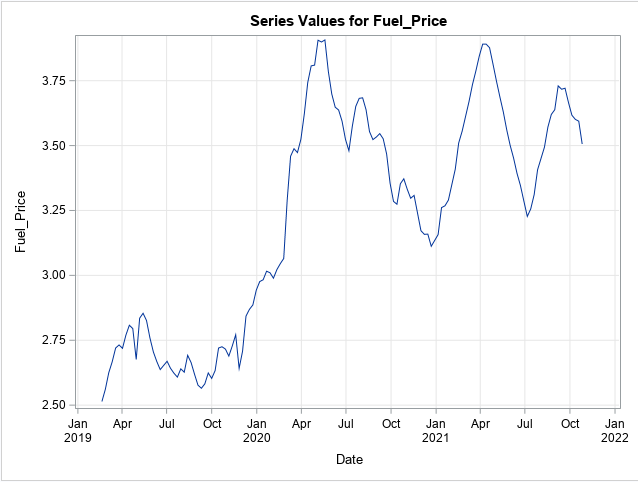 Series Values for Fuel_Price
Fuel_Price
3.75
3.50
3.25
3.00
2.75
2.50
Jan Apr Jul Oct Jan Apr Jul Oct Jan Apr Jul Oct Jan
2019 2020 2021 2022
Date